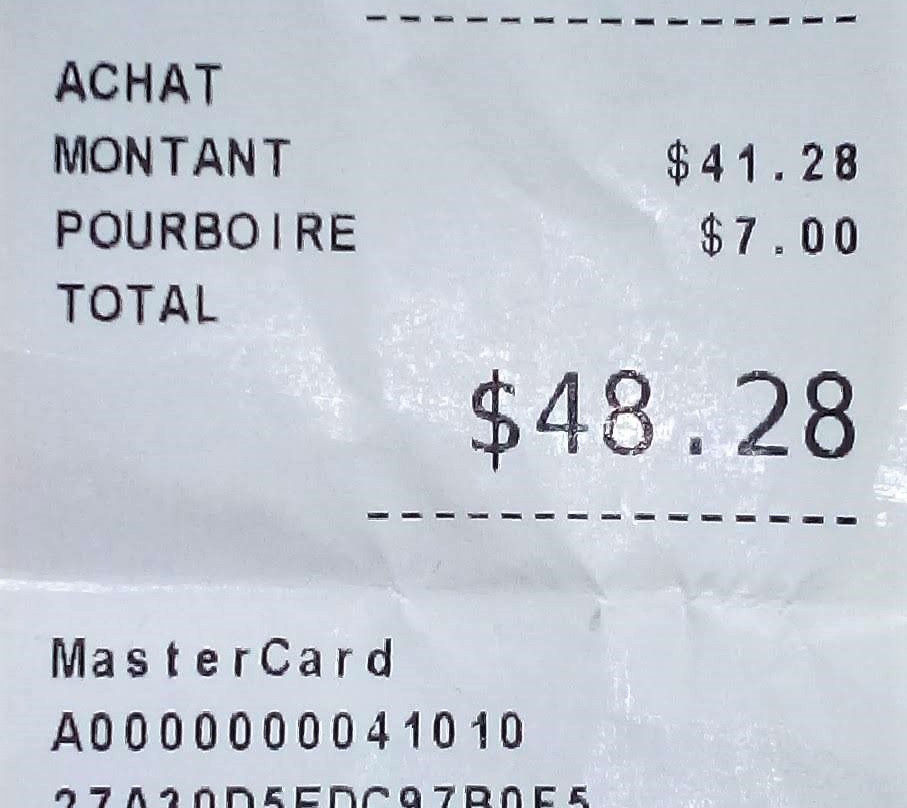 ACHAT
MONTANT $41.28
POURBOIRE $7.00
TOTAL
$48.28
MasterCard
A0000000041010